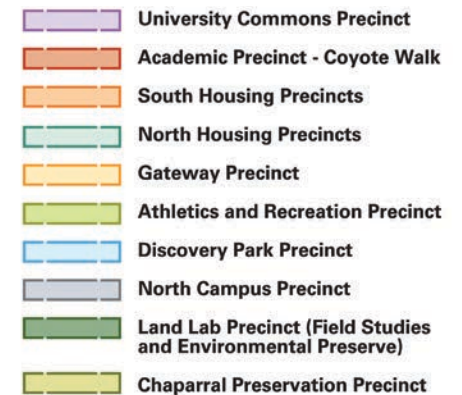 University Commons Precinct
Academic Precinct - Coyote Walk
South Housing Precincts
North Housing Precincts
Gateway Precinct
Athletics and Recreation Precinct
Discovery Park Precinct
North Campus Precinct
Land Lab Precinct (Field Studies
and Environmental Preserve)
Chaparral Preservation Precinct